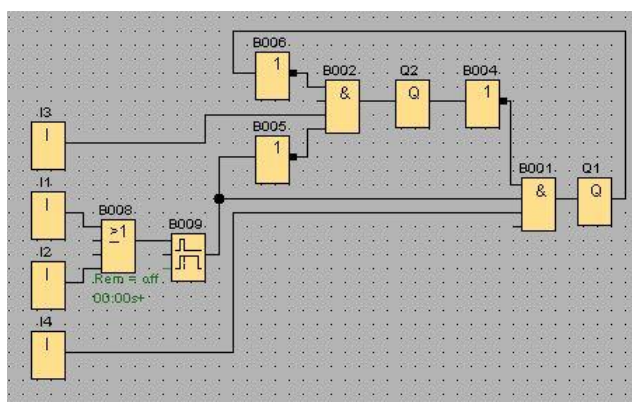 B006
1
B002
&
Q2
Q
B004
1
I3
I
B005
1
B001
&
Q1
Q
I1
I
B008
>1
B009
I2
I
Rem = off
00:00s+
I4
I